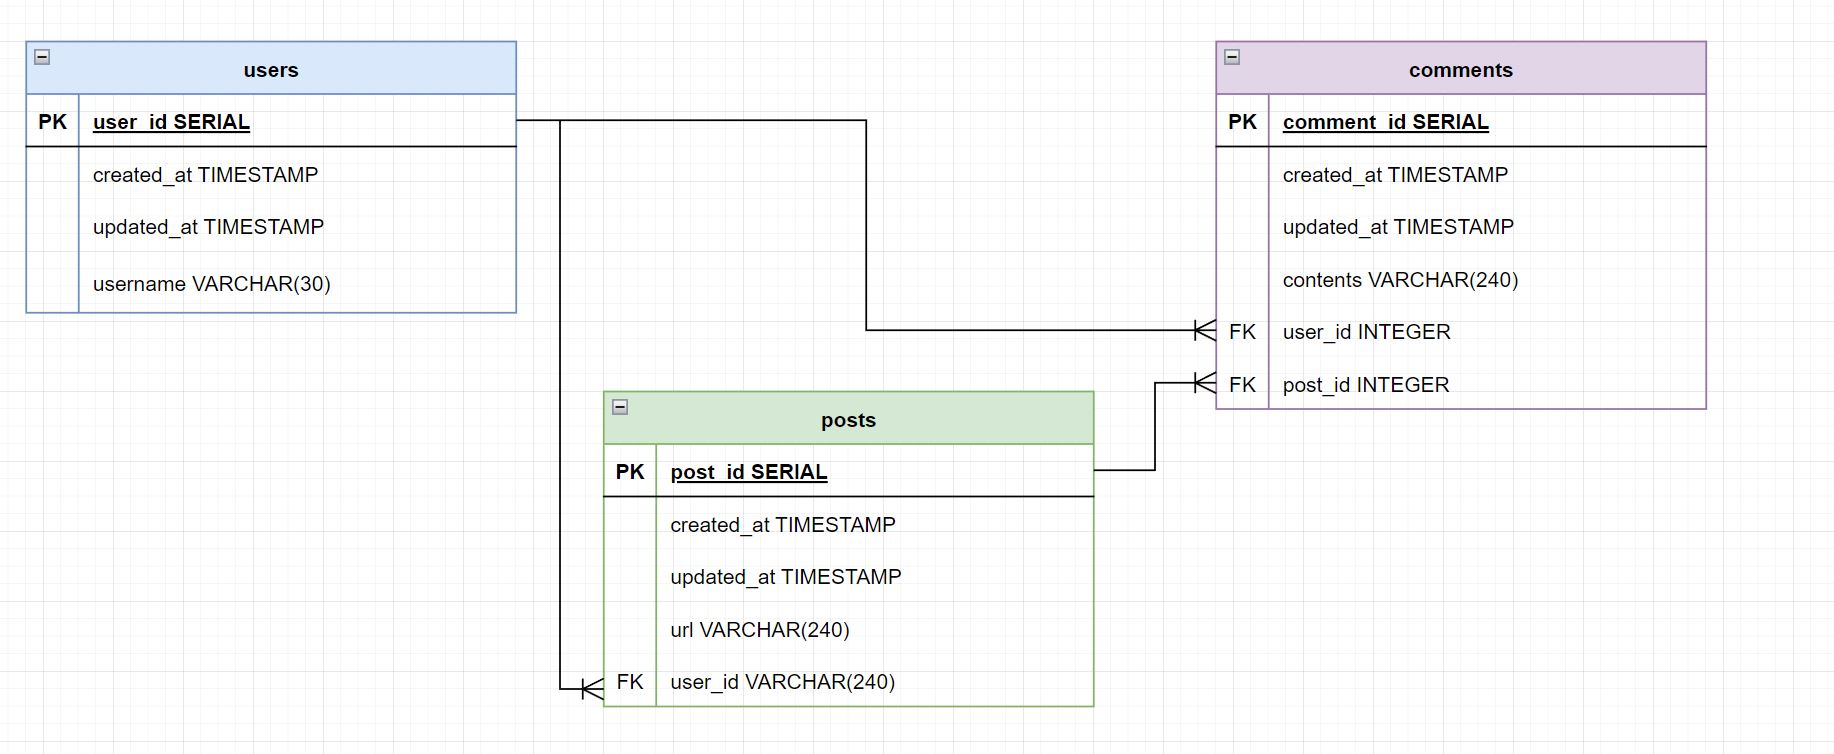 users
PK user_id SERIAL
created_at TIMESTAMP
updated_at TIMESTAMP
username VARCHAR(30)
comments
PK comment_id SERIAL
created_at TIMESTAMP
updated_at TIMESTAMP
contents VARCHAR(240)
FK user_id INTEGER
FK post_id INTEGER
posts
PK post_id SERIAL
created_at TIMESTAMP
updated_at TIMESTAMP
url VARCHAR(240)
FK user_id VARCHAR(240)